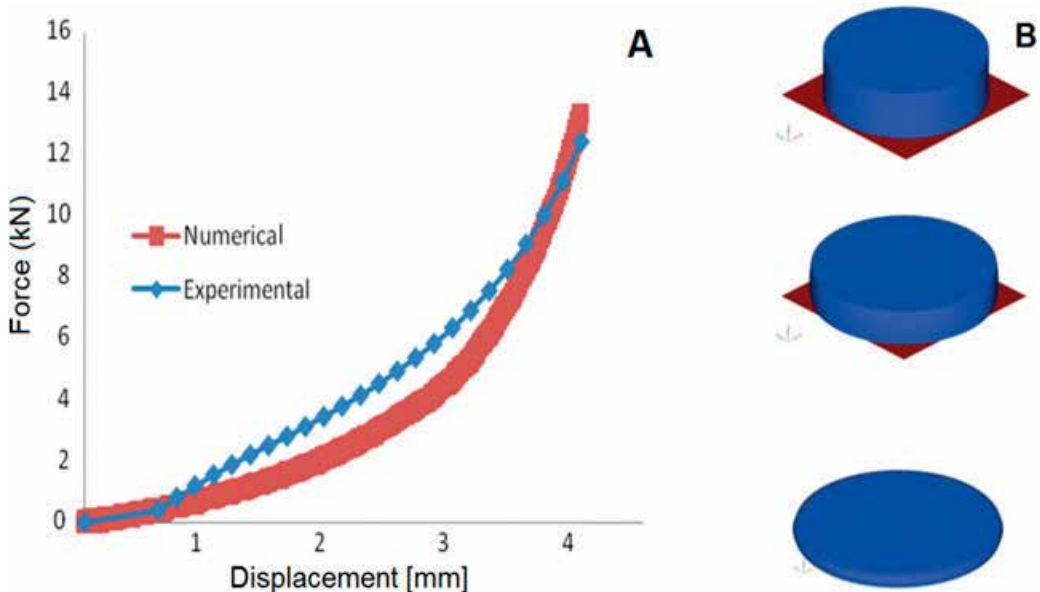 16
A
B
14
12
10
8
6
4
2
0
Force (kN)
Numerical
Experimental
1 2 3 4
Displacement [mm]